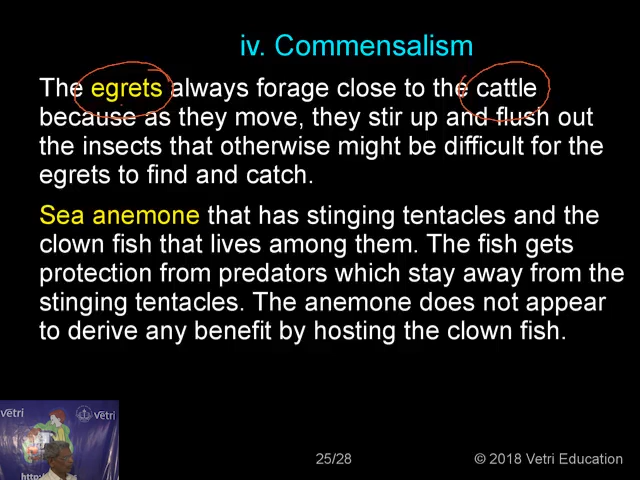 iv. Commensalism
The egrets always forage close to the cattle
because as they move, they stir up and flush out
the insects that otherwise might be difficult for the
egrets to find and catch.
Sea anemone that has stinging tentacles and the
clown fish that lives among them. The fish gets
protection from predators which stay away from the
stinging tentacles. The anemone does not appear
to derive any benefit by hosting the clown fish.
Vētri
Vētri
25/28
© 2018 Vetri Education